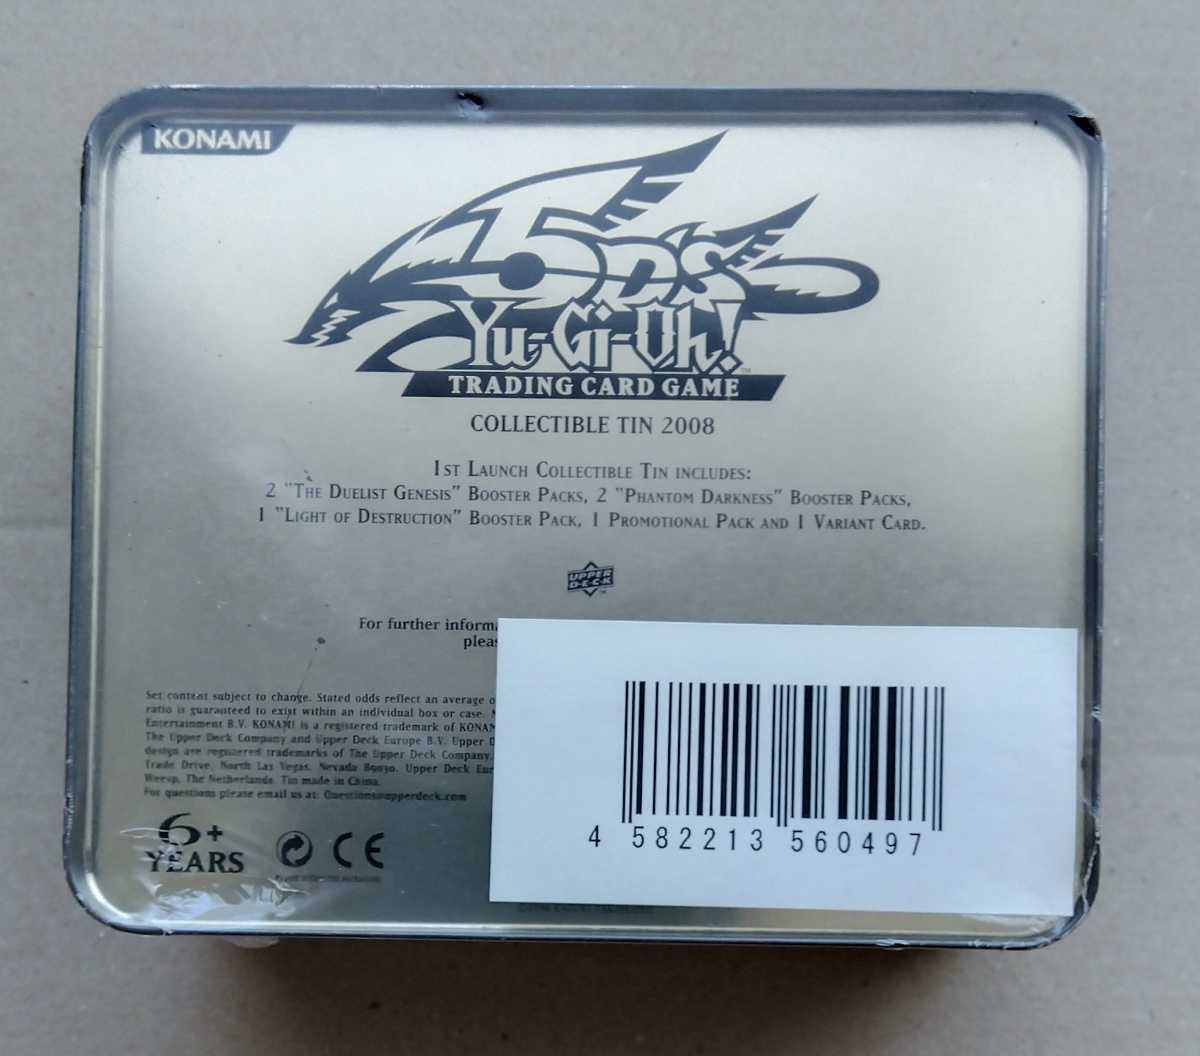 KONAMI
5D'S
Yu-Gi-Oh!
TM
TRADING CARD GAME
COLLECTIBLE TIN 2008
1ST LAUNCH COLLECTIBLE TIN INCLUDES:
2 "THE DUELIST GENESIS" BOOSTER PACKS, 2 "PHANTOM DARKNESS" BOOSTER PACKS,
1 "LIGHT OF DESTRUCTION" BOOSTER PACK, 1 PROMOTIONAL PACK AND 1 VARIANT CARD.
UPPER
D·E·C·K
For further informa
pleas
Set content subject to change. Stated odds reflect an average o
ratio is guaranteed to exist within an individual box or case.
Entertainment B.V. KONAMI is a registered trademark of KONAM
The Upper Deck Company and Upper Deck Europe B.V. Upper D
design are registered trademarks of The Upper Deck Company.
Trade Drive, North Las Vegas, Nevada Upper Deck Eur
Weesp, The Netherlands. Tin made in China.
For questions please email us at: Questions@upperdeck.com
6+
YEARS
CE
4 582213 560497